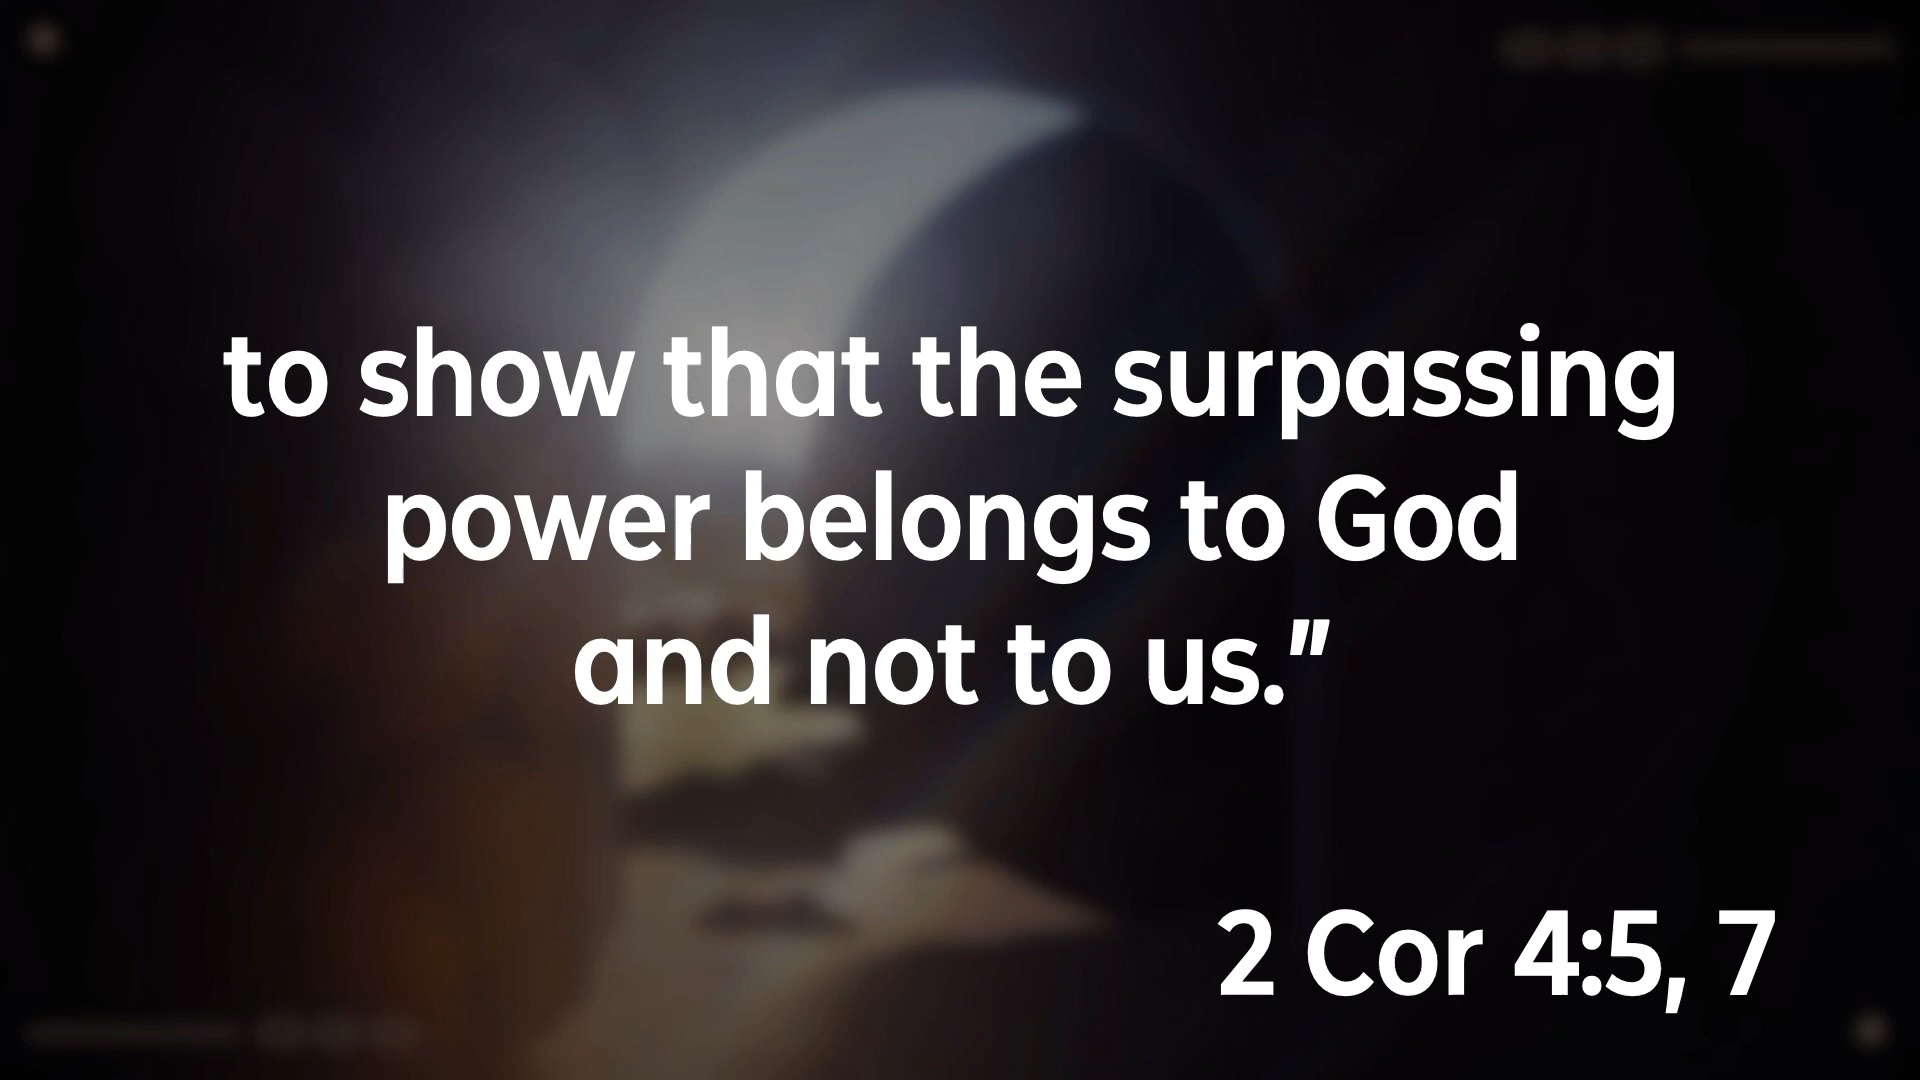 to show that the surpassing
power belongs to God
and not to us."
2 Cor 4:5, 7